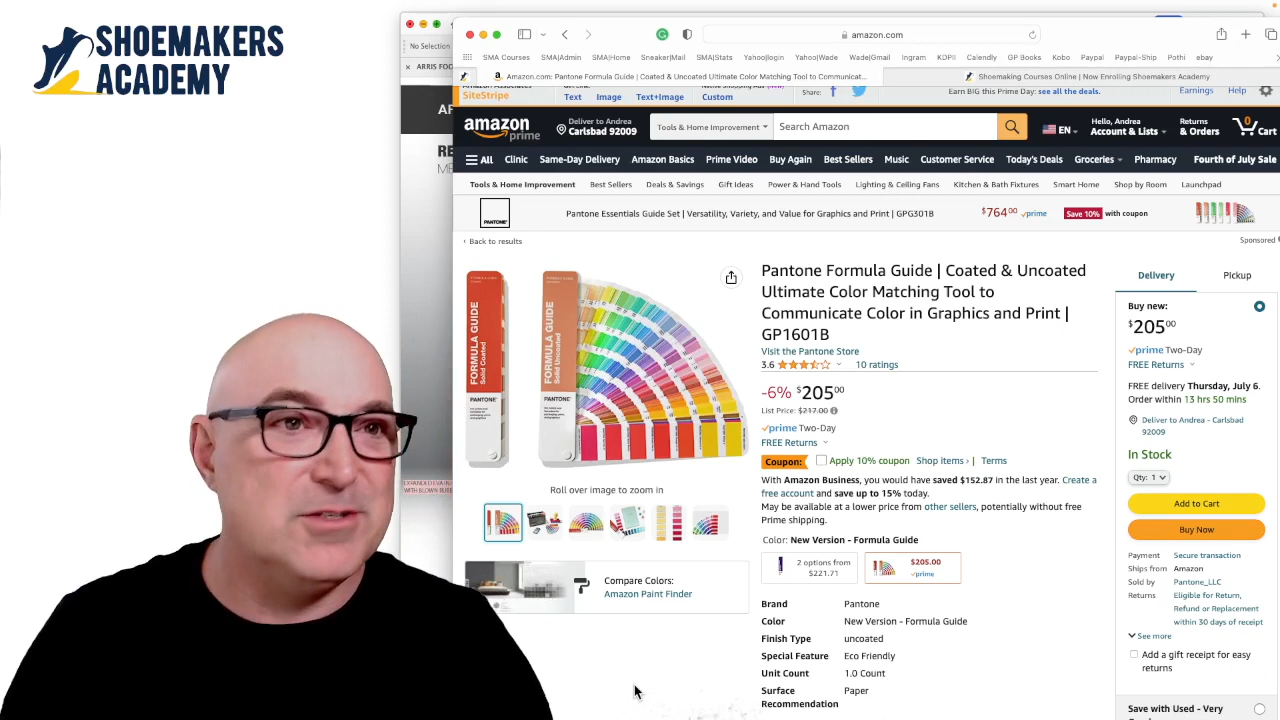 SHOEMAKERS
ACADEMY
No Selection
ARRIS FOO
amazon.com
SMA Courses SMA|Admin SMA|Home Sneaker|Mail SMA|Stats Yahoo|login Yahoo|Wade Wade|Gmail Ingram KOPII Calendly GP Books Kobo Paypal Paypal-Ship Pothi ebay
Amazon.com: Pantone Formula Guide | Coated & Uncoated Ultimate Color Matching Tool to Communicat...
Shoemaking Courses Online | Now Enrolling Shoemakers Academy
SiteStripe Text Image Text+Image Custom Share: Earn BIG this Prime Day: see all the deals. Earnings Help
amazon prime
Deliver to Andrea
Carlsbad 92009
Tools & Home Improvement
Search Amazon
EN
Hello, Andrea
Account & Lists
Returns
& Orders
0
Cart
All Clinic Same-Day Delivery Amazon Basics Prime Video Buy Again Best Sellers Music Customer Service Today's Deals Groceries Pharmacy Fourth of July Sale
Tools & Home Improvement Best Sellers Deals & Savings Gift Ideas Power & Hand Tools Lighting & Ceiling Fans Kitchen & Bath Fixtures Smart Home Shop by Room Launchpad
PANTONE
Pantone Essentials Guide Set | Versatility, Variety, and Value for Graphics and Print | GPG301B $764 00 prime Save 10% with coupon
‹ Back to results
Sponsored
FORMULA GUIDE
Solid Coated
PANTONE
FORMULA GUIDE
Solid Uncoated
PANTONE
Roll over image to zoom in
Compare Colors:
Amazon Paint Finder
Pantone Formula Guide | Coated & Uncoated
Ultimate Color Matching Tool to
Communicate Color in Graphics and Print |
GP1601B
Visit the Pantone Store
3.6 10 ratings
-6% $205 00
List Price: $217.00
prime Two-Day
FREE Returns
Coupon: Apply 10% coupon Shop items › | Terms
With Amazon Business, you would have saved $152.87 in the last year. Create a
free account and save up to 15% today.
May be available at a lower price from other sellers, potentially without free
Prime shipping.
Color: New Version - Formula Guide
2 options from
$221.71
$205.00
prime
Brand Pantone
Color New Version - Formula Guide
Finish Type uncoated
Special Feature Eco Friendly
Unit Count 1.0 Count
Surface Paper
Recommendation
Delivery Pickup
Buy new:
$205 00
prime Two-Day
FREE Returns
FREE delivery Thursday, July 6.
Order within 13 hrs 50 mins
Deliver to Andrea - Carlsbad
92009
In Stock
Qty: 1
Add to Cart
Buy Now
Payment Secure transaction
Ships from Amazon
Sold by Pantone_LLC
Returns Eligible for Return,
Refund or Replacement
within 30 days of receipt
See more
Add a gift receipt for easy
returns
Save with Used - Very